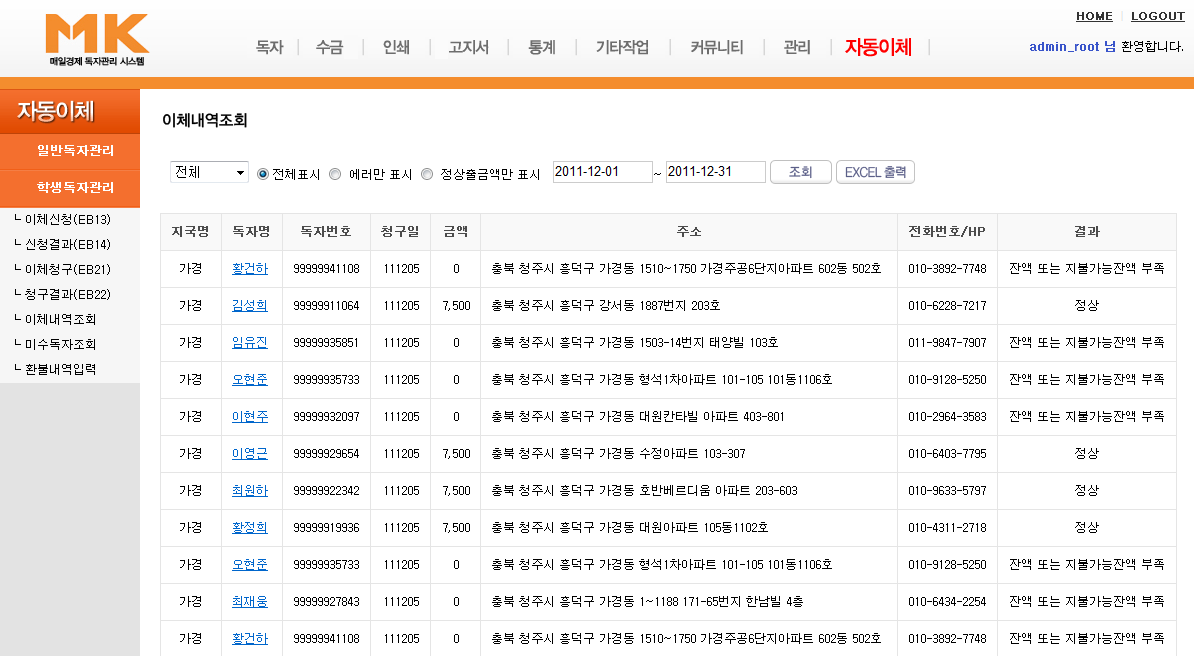 HOME LOGOUT
MK
매일경제 독자관리 시스템
독자 수금 인쇄 고지서 통계 기타작업 커뮤니티 관리 자동이체
admin_root 님 환영합니다.
자동이체
일반독자관리
학생독자관리
└ 이체신청(EB13)
└ 신청결과(EB14)
└ 이체청구(EB21)
└ 청구결과(EB22)
└ 이체내역조회
└ 미수독자조회
└ 환불내역입력
이체내역조회
전체 전체표시 에러만 표시 정상출금액만 표시 2011-12-01 ~ 2011-12-31 조회 EXCEL 출력
지국명 독자명 독자번호 청구일 금액 주소 전화번호/HP 결과
가경 황건하 99999941108 111205 0 충북 청주시 흥덕구 가경동 1510~1750 가경주공6단지아파트 602동 502호 010-3892-7748 잔액 또는 지불가능잔액 부족
가경 김성희 99999911064 111205 7,500 충북 청주시 흥덕구 강서동 1887번지 203호 010-6228-7217 정상
가경 임유진 99999935851 111205 0 충북 청주시 흥덕구 가경동 1503-14번지 태양빌 103호 011-9847-7907 잔액 또는 지불가능잔액 부족
가경 오현준 99999935733 111205 0 충북 청주시 흥덕구 가경동 형석1차아파트 101-105 101동1106호 010-9128-5250 잔액 또는 지불가능잔액 부족
가경 이현주 99999932097 111205 0 충북 청주시 흥덕구 가경동 대원칸타빌 아파트 403-801 010-2964-3583 잔액 또는 지불가능잔액 부족
가경 이영근 99999929654 111205 7,500 충북 청주시 흥덕구 가경동 수정아파트 103-307 010-6403-7795 정상
가경 최원하 99999922342 111205 7,500 충북 청주시 흥덕구 가경동 호반베르디움 아파트 203-603 010-9633-5797 정상
가경 황정희 99999919936 111205 7,500 충북 청주시 흥덕구 가경동 대원아파트 105동1102호 010-4311-2718 정상
가경 오현준 99999935733 111205 0 충북 청주시 흥덕구 가경동 형석1차아파트 101-105 101동1106호 010-9128-5250 잔액 또는 지불가능잔액 부족
가경 최재웅 99999927843 111205 0 충북 청주시 흥덕구 가경동 1~1188 171-65번지 한남빌 4층 010-6434-2254 잔액 또는 지불가능잔액 부족
가경 황건하 99999941108 111205 0 충북 청주시 흥덕구 가경동 1510~1750 가경주공6단지아파트 602동 502호 010-3892-7748 잔액 또는 지불가능잔액 부족